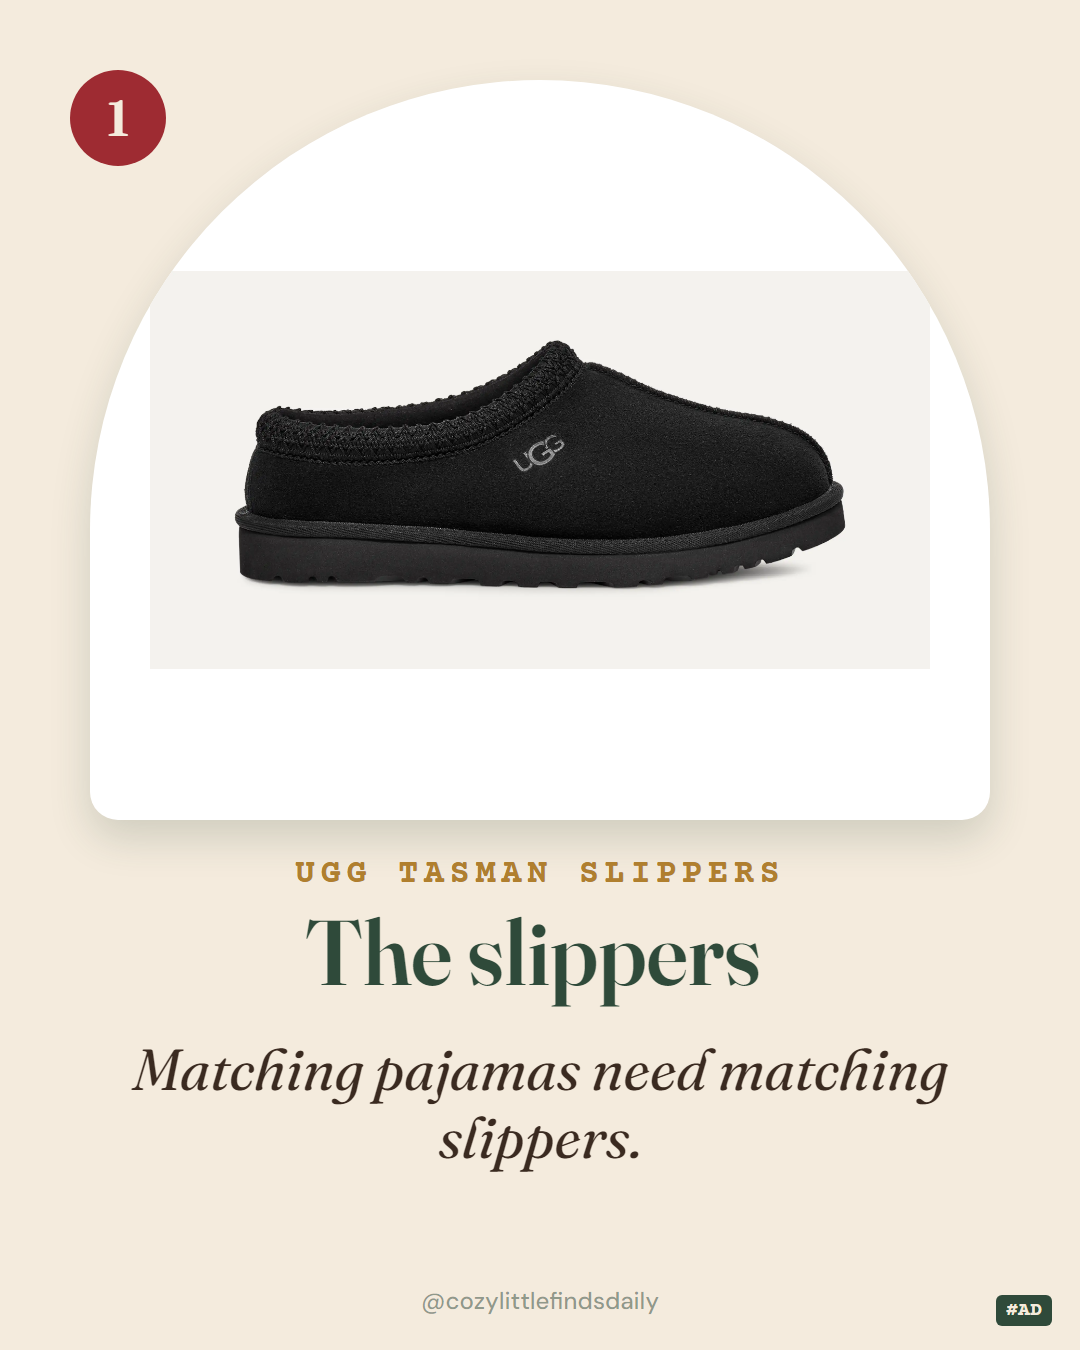 1
UGG
UGG TASMAN SLIPPERS
The slippers
Matching pajamas need matching
slippers.
@cozylittlefindsdaily
#AD